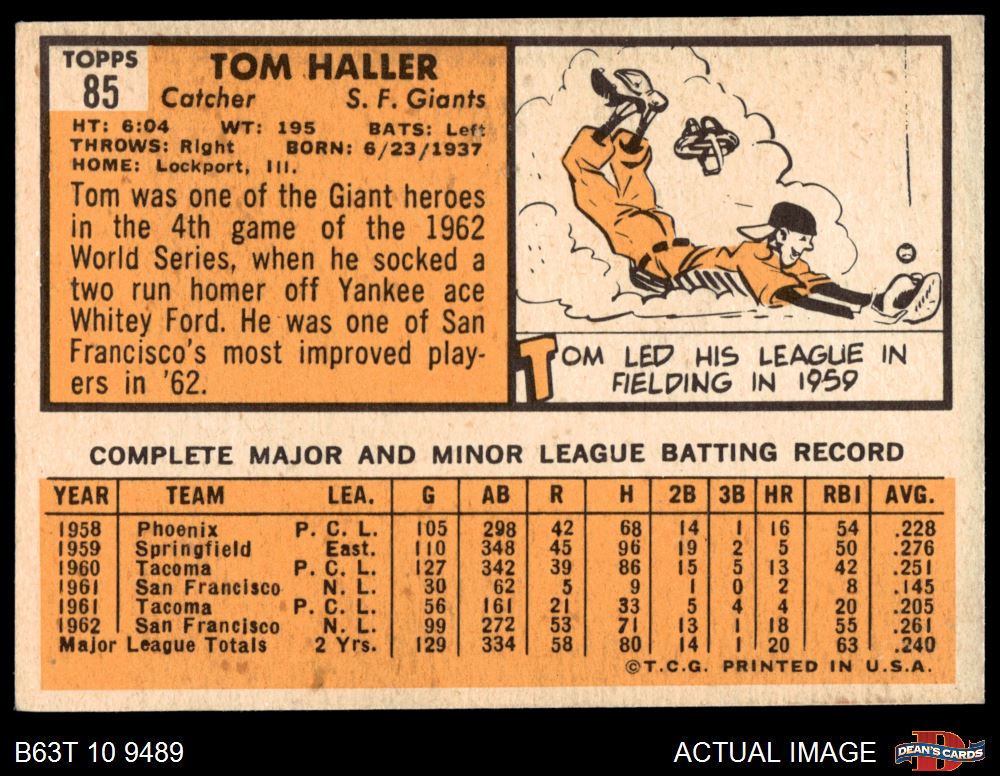 TOPPS
85
TOM HALLER
Catcher S. F. Giants
HT: 6:04 WT: 195 BATS: Left
THROWS: Right BORN: 6/23/1937
HOME: Lockport, Ill.
Tom was one of the Giant heroes
in the 4th game of the 1962
World Series, when he socked a
two run homer off Yankee ace
Whitey Ford. He was one of San
Francisco's most improved play-
ers in '62.
TOM LED HIS LEAGUE IN
FIELDING IN 1959
COMPLETE MAJOR AND MINOR LEAGUE BATTING RECORD
YEAR TEAM LEA. G AB R H 2B 3B HR RBI AVG.
1958 Phoenix P. C. L. 105 298 42 68 14 1 16 54 .228
1959 Springfield East. 110 348 45 96 19 2 5 50 .276
1960 Tacoma P. C. L. 127 342 39 86 15 5 13 42 .251
1961 San Francisco N. L. 30 62 5 9 1 0 2 8 .145
1961 Tacoma P. C. L. 56 161 21 33 5 4 4 20 .205
1962 San Francisco N. L. 99 272 53 71 13 1 18 55 .261
Major League Totals 2 Yrs. 129 334 58 80 14 1 20 63 .240
©T.C.G. PRINTED IN U.S.A.
B63T 10 9489
ACTUAL IMAGE
DEAN'S CARDS